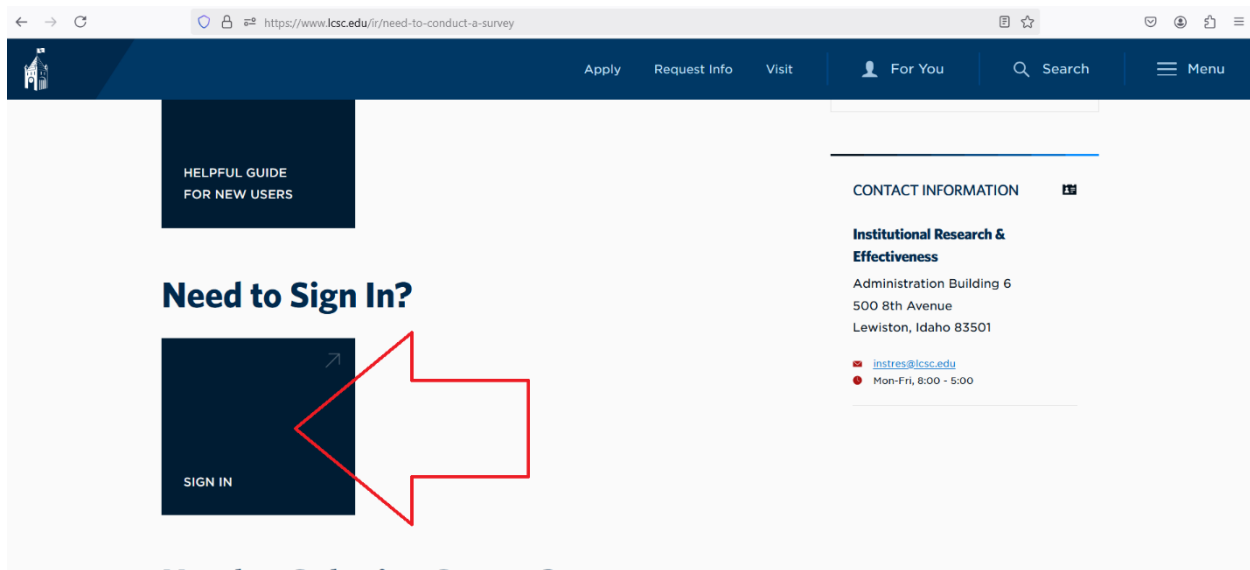 https://www.lcsc.edu/ir/need-to-conduct-a-survey
Apply
Request Info
Visit
For You
Search
Menu
HELPFUL GUIDE
FOR NEW USERS
Need to Sign In?
SIGN IN
CONTACT INFORMATION
Institutional Research &
Effectiveness
Administration Building 6
500 8th Avenue
Lewiston, Idaho 83501
instres@lcsc.edu
Mon-Fri, 8:00 - 5:00